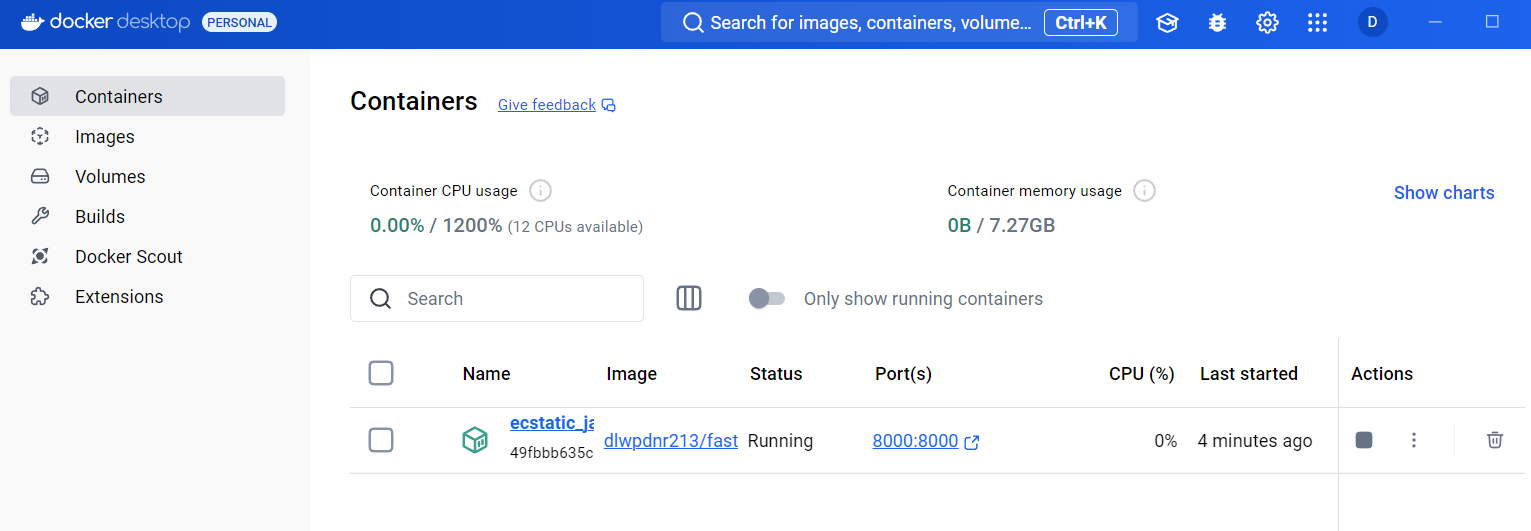 docker desktop PERSONAL Search for images, containers, volume... Ctrl+K D
Containers
Images
Volumes
Builds
Docker Scout
Extensions
Containers Give feedback
Container CPU usage
0.00% / 1200% (12 CPUs available)
Container memory usage
0B / 7.27GB
Show charts
Search
Only show running containers
Name Image Status Port(s) CPU (%) Last started Actions
ecstatic_ja
49fbbb635c
dlwpdnr213/fast Running 8000:8000 0% 4 minutes ago